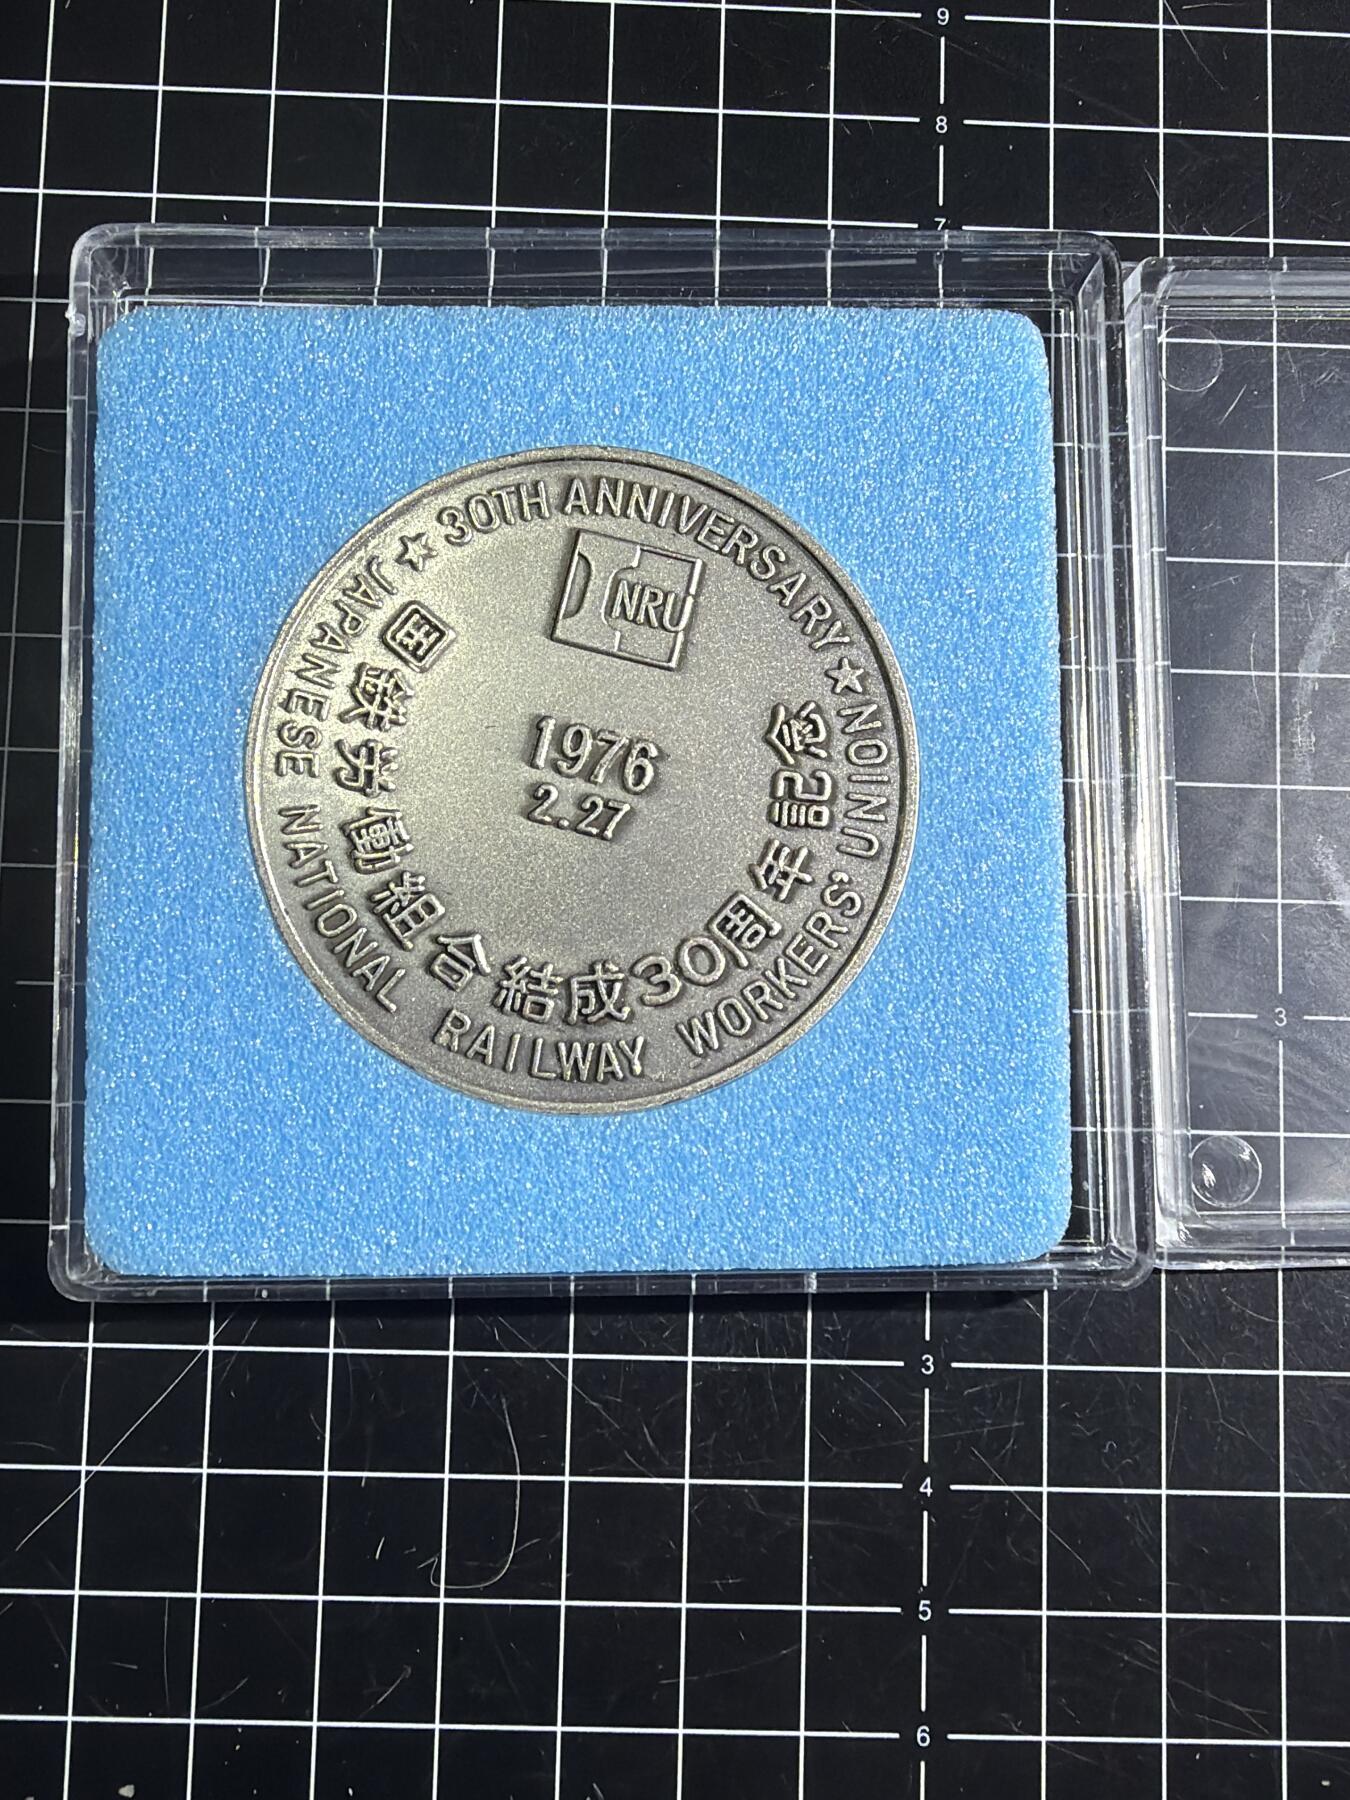 ★ 30TH ANNIVERSARY ★
NRU
1976
2.27
国鉄労働組合結成30周年記念
JAPANESE NATIONAL RAILWAY WORKERS' UNION
9
8
7
3
3
4
5
6